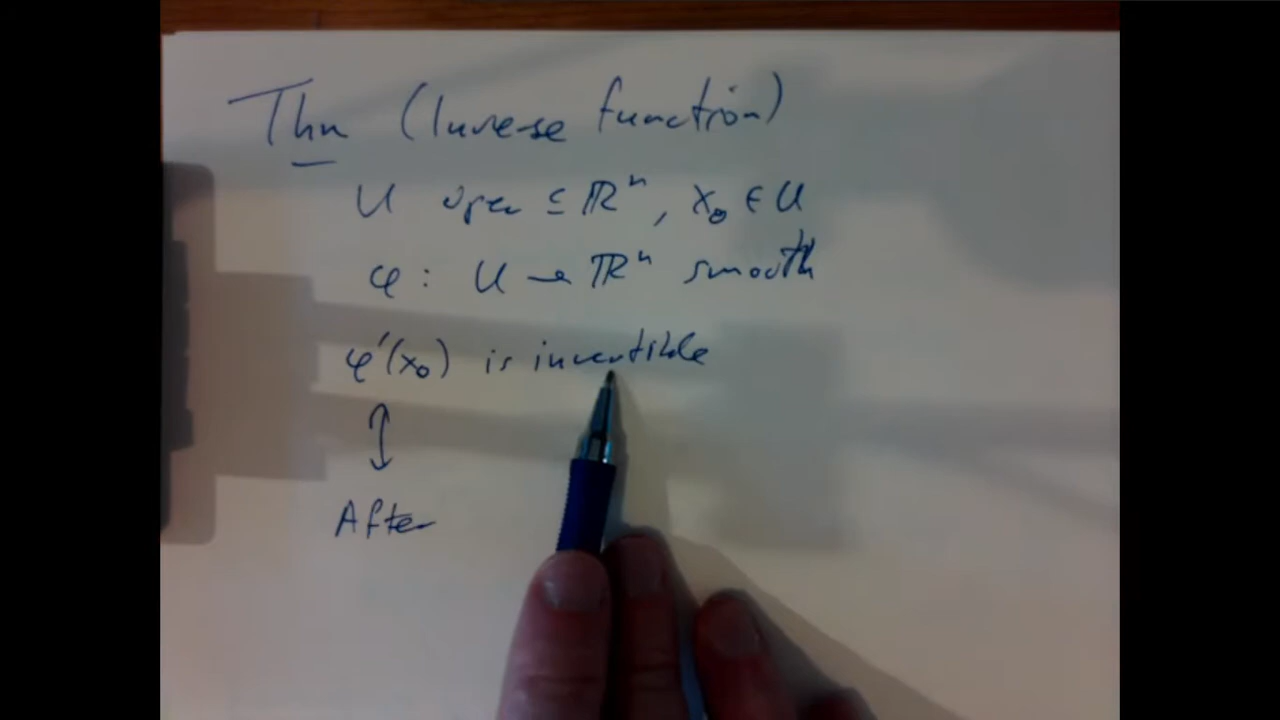 Thm (Inverse function)
U open ⊆ ℝⁿ, x₀ ∈ U
φ : U → ℝⁿ smooth
φ'(x₀) is invertible
↕
After